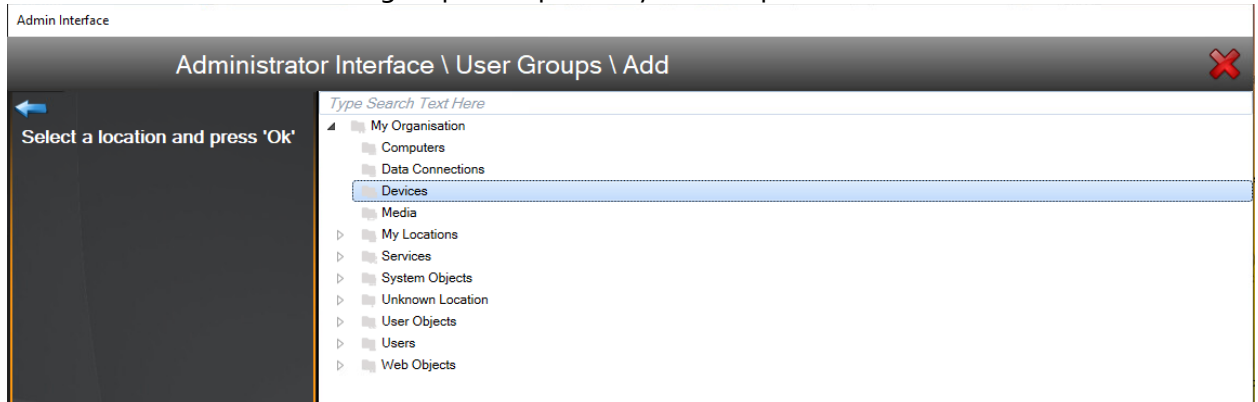 Admin Interface
Administrator Interface \ User Groups \ Add
Type Search Text Here
Select a location and press 'Ok'
My Organisation
Computers
Data Connections
Devices
Media
My Locations
Services
System Objects
Unknown Location
User Objects
Users
Web Objects